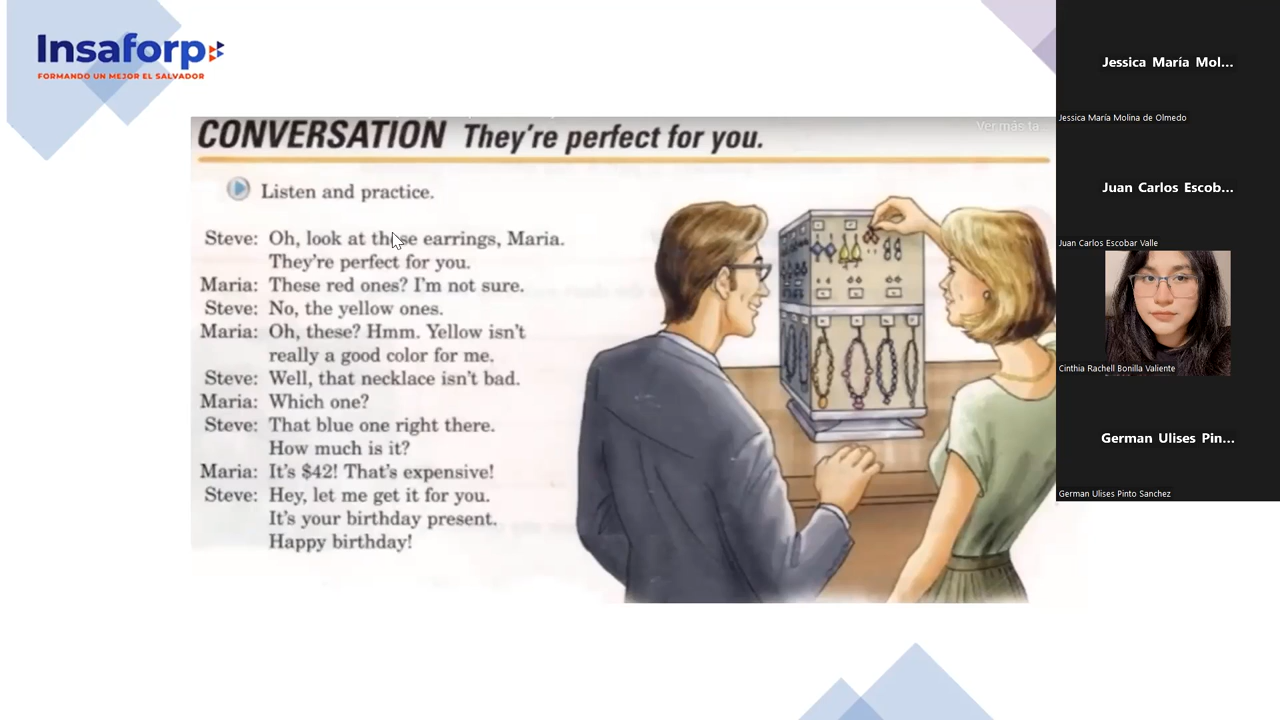 Insaforp
FORMANDO UN MEJOR EL SALVADOR
CONVERSATION They're perfect for you.
Ver más ta
Listen and practice.
Steve: Oh, look at those earrings, Maria.
They're perfect for you.
Maria: These red ones? I'm not sure.
Steve: No, the yellow ones.
Maria: Oh, these? Hmm. Yellow isn't
really a good color for me.
Steve: Well, that necklace isn't bad.
Maria: Which one?
Steve: That blue one right there.
How much is it?
Maria: It's $42! That's expensive!
Steve: Hey, let me get it for you.
It's your birthday present.
Happy birthday!
Jessica María Mol...
Jessica María Molina de Olmedo
Juan Carlos Escob...
Juan Carlos Escobar Valle
Cinthia Rachell Bonilla Valiente
German Ulises Pin...
German Ulises Pinto Sanchez